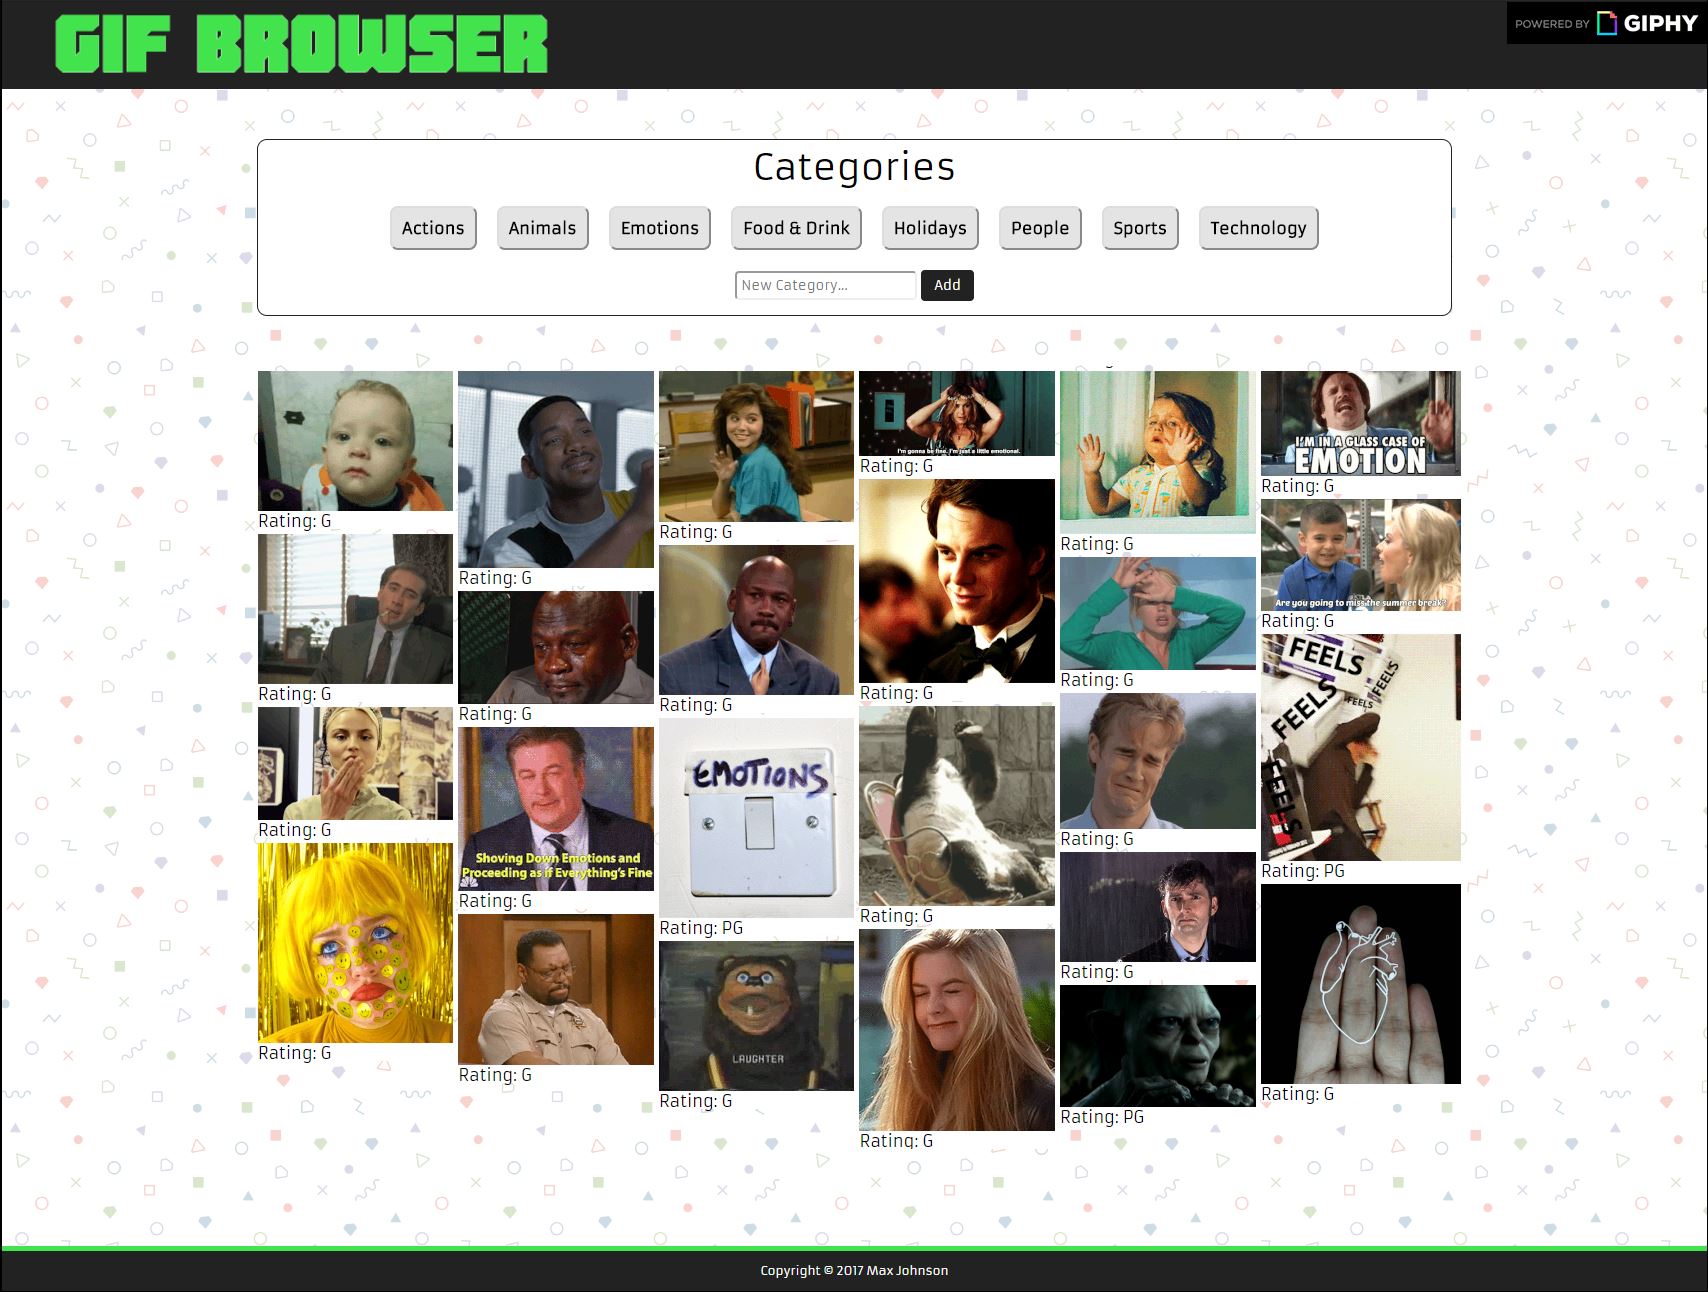 GIF BROWSER
POWERED BY GIPHY
Categories
Actions
Animals
Emotions
Food & Drink
Holidays
People
Sports
Technology
New Category...
Add
Rating: G
Rating: G
Rating: G
Rating: G
Rating: G
Rating: G
Shoving Down Emotions and
Proceeding as if Everything's Fine
Rating: G
Rating: G
Rating: G
Rating: G
EMOTIONS
Rating: PG
LAUGHTER
Rating: G
I'm gonna be fine. I'm just a little emotional.
Rating: G
Rating: G
Rating: G
Rating: G
Rating: G
Rating: G
Rating: G
Rating: G
Rating: PG
I'M IN A GLASS CASE OF
EMOTION
Rating: G
Are you going to miss the summer break?
Rating: G
FEELS
FEELS
FEELS
FEELS
FEELS
Rating: PG
Rating: G
Copyright © 2017 Max Johnson